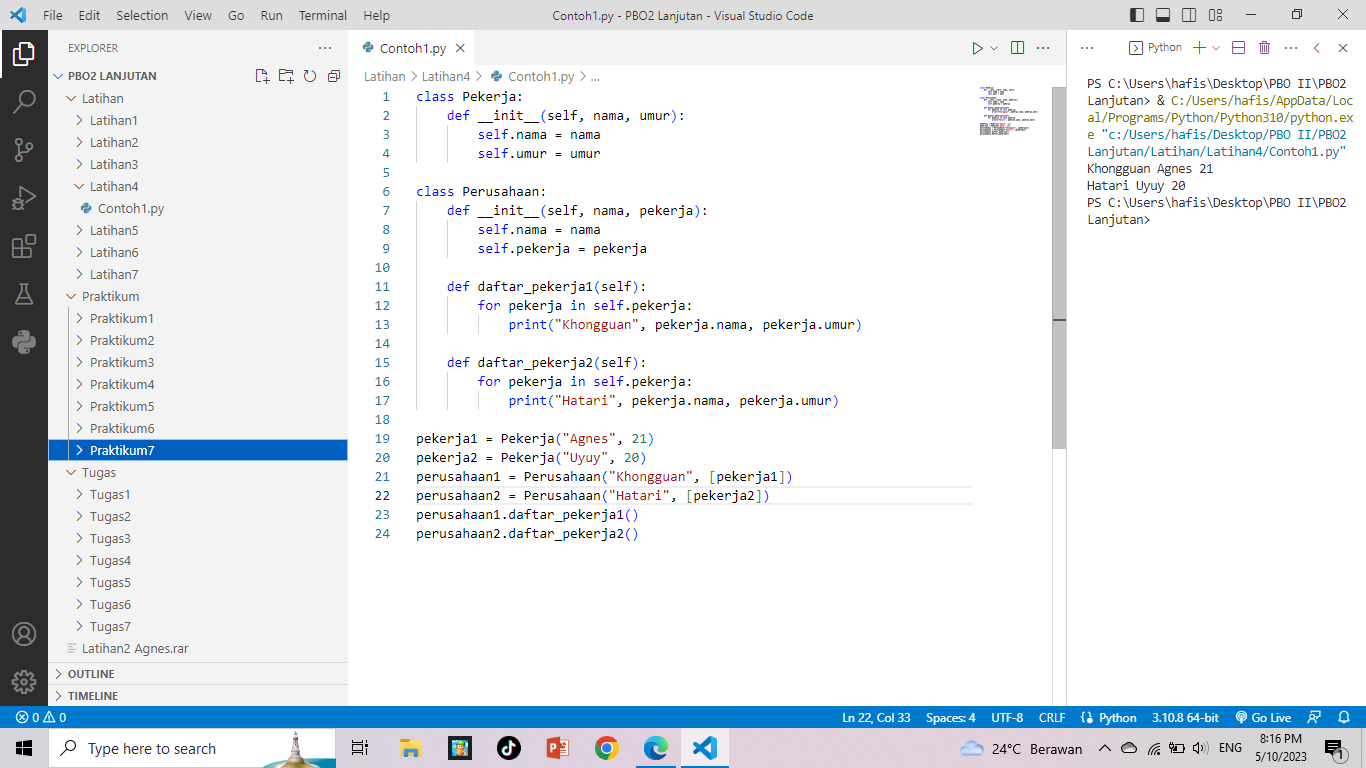 File Edit Selection View Go Run Terminal Help Contoh1.py - PBO2 Lanjutan - Visual Studio Code
EXPLORER
PBO2 LANJUTAN
Latihan
Latihan1
Latihan2
Latihan3
Latihan4
Contoh1.py
Latihan5
Latihan6
Latihan7
Praktikum
Praktikum1
Praktikum2
Praktikum3
Praktikum4
Praktikum5
Praktikum6
Praktikum7
Tugas
Tugas1
Tugas2
Tugas3
Tugas4
Tugas5
Tugas6
Tugas7
Latihan2 Agnes.rar
OUTLINE
TIMELINE
Contoh1.py
Latihan > Latihan4 > Contoh1.py > ...
1 class Pekerja:
2     def __init__(self, nama, umur):
3         self.nama = nama
4         self.umur = umur
5
6 class Perusahaan:
7     def __init__(self, nama, pekerja):
8         self.nama = nama
9         self.pekerja = pekerja
10
11     def daftar_pekerja1(self):
12         for pekerja in self.pekerja:
13             print("Khongguan", pekerja.nama, pekerja.umur)
14
15     def daftar_pekerja2(self):
16         for pekerja in self.pekerja:
17             print("Hatari", pekerja.nama, pekerja.umur)
18
19 pekerja1 = Pekerja("Agnes", 21)
20 pekerja2 = Pekerja("Uyuy", 20)
21 perusahaan1 = Perusahaan("Khongguan", [pekerja1])
22 perusahaan2 = Perusahaan("Hatari", [pekerja2])
23 perusahaan1.daftar_pekerja1()
24 perusahaan2.daftar_pekerja2()
Python
PS C:\Users\hafis\Desktop\PBO II\PBO2
Lanjutan> & C:/Users/hafis/AppData/Loc
al/Programs/Python/Python310/python.ex
e "c:/Users/hafis/Desktop/PBO II/PBO2
Lanjutan/Latihan/Latihan4/Contoh1.py"
Khongguan Agnes 21
Hatari Uyuy 20
PS C:\Users\hafis\Desktop\PBO II\PBO2
Lanjutan>
0 0 Ln 22, Col 33 Spaces: 4 UTF-8 CRLF Python 3.10.8 64-bit Go Live
Type here to search 24°C Berawan ENG 8:16 PM
5/10/2023 1